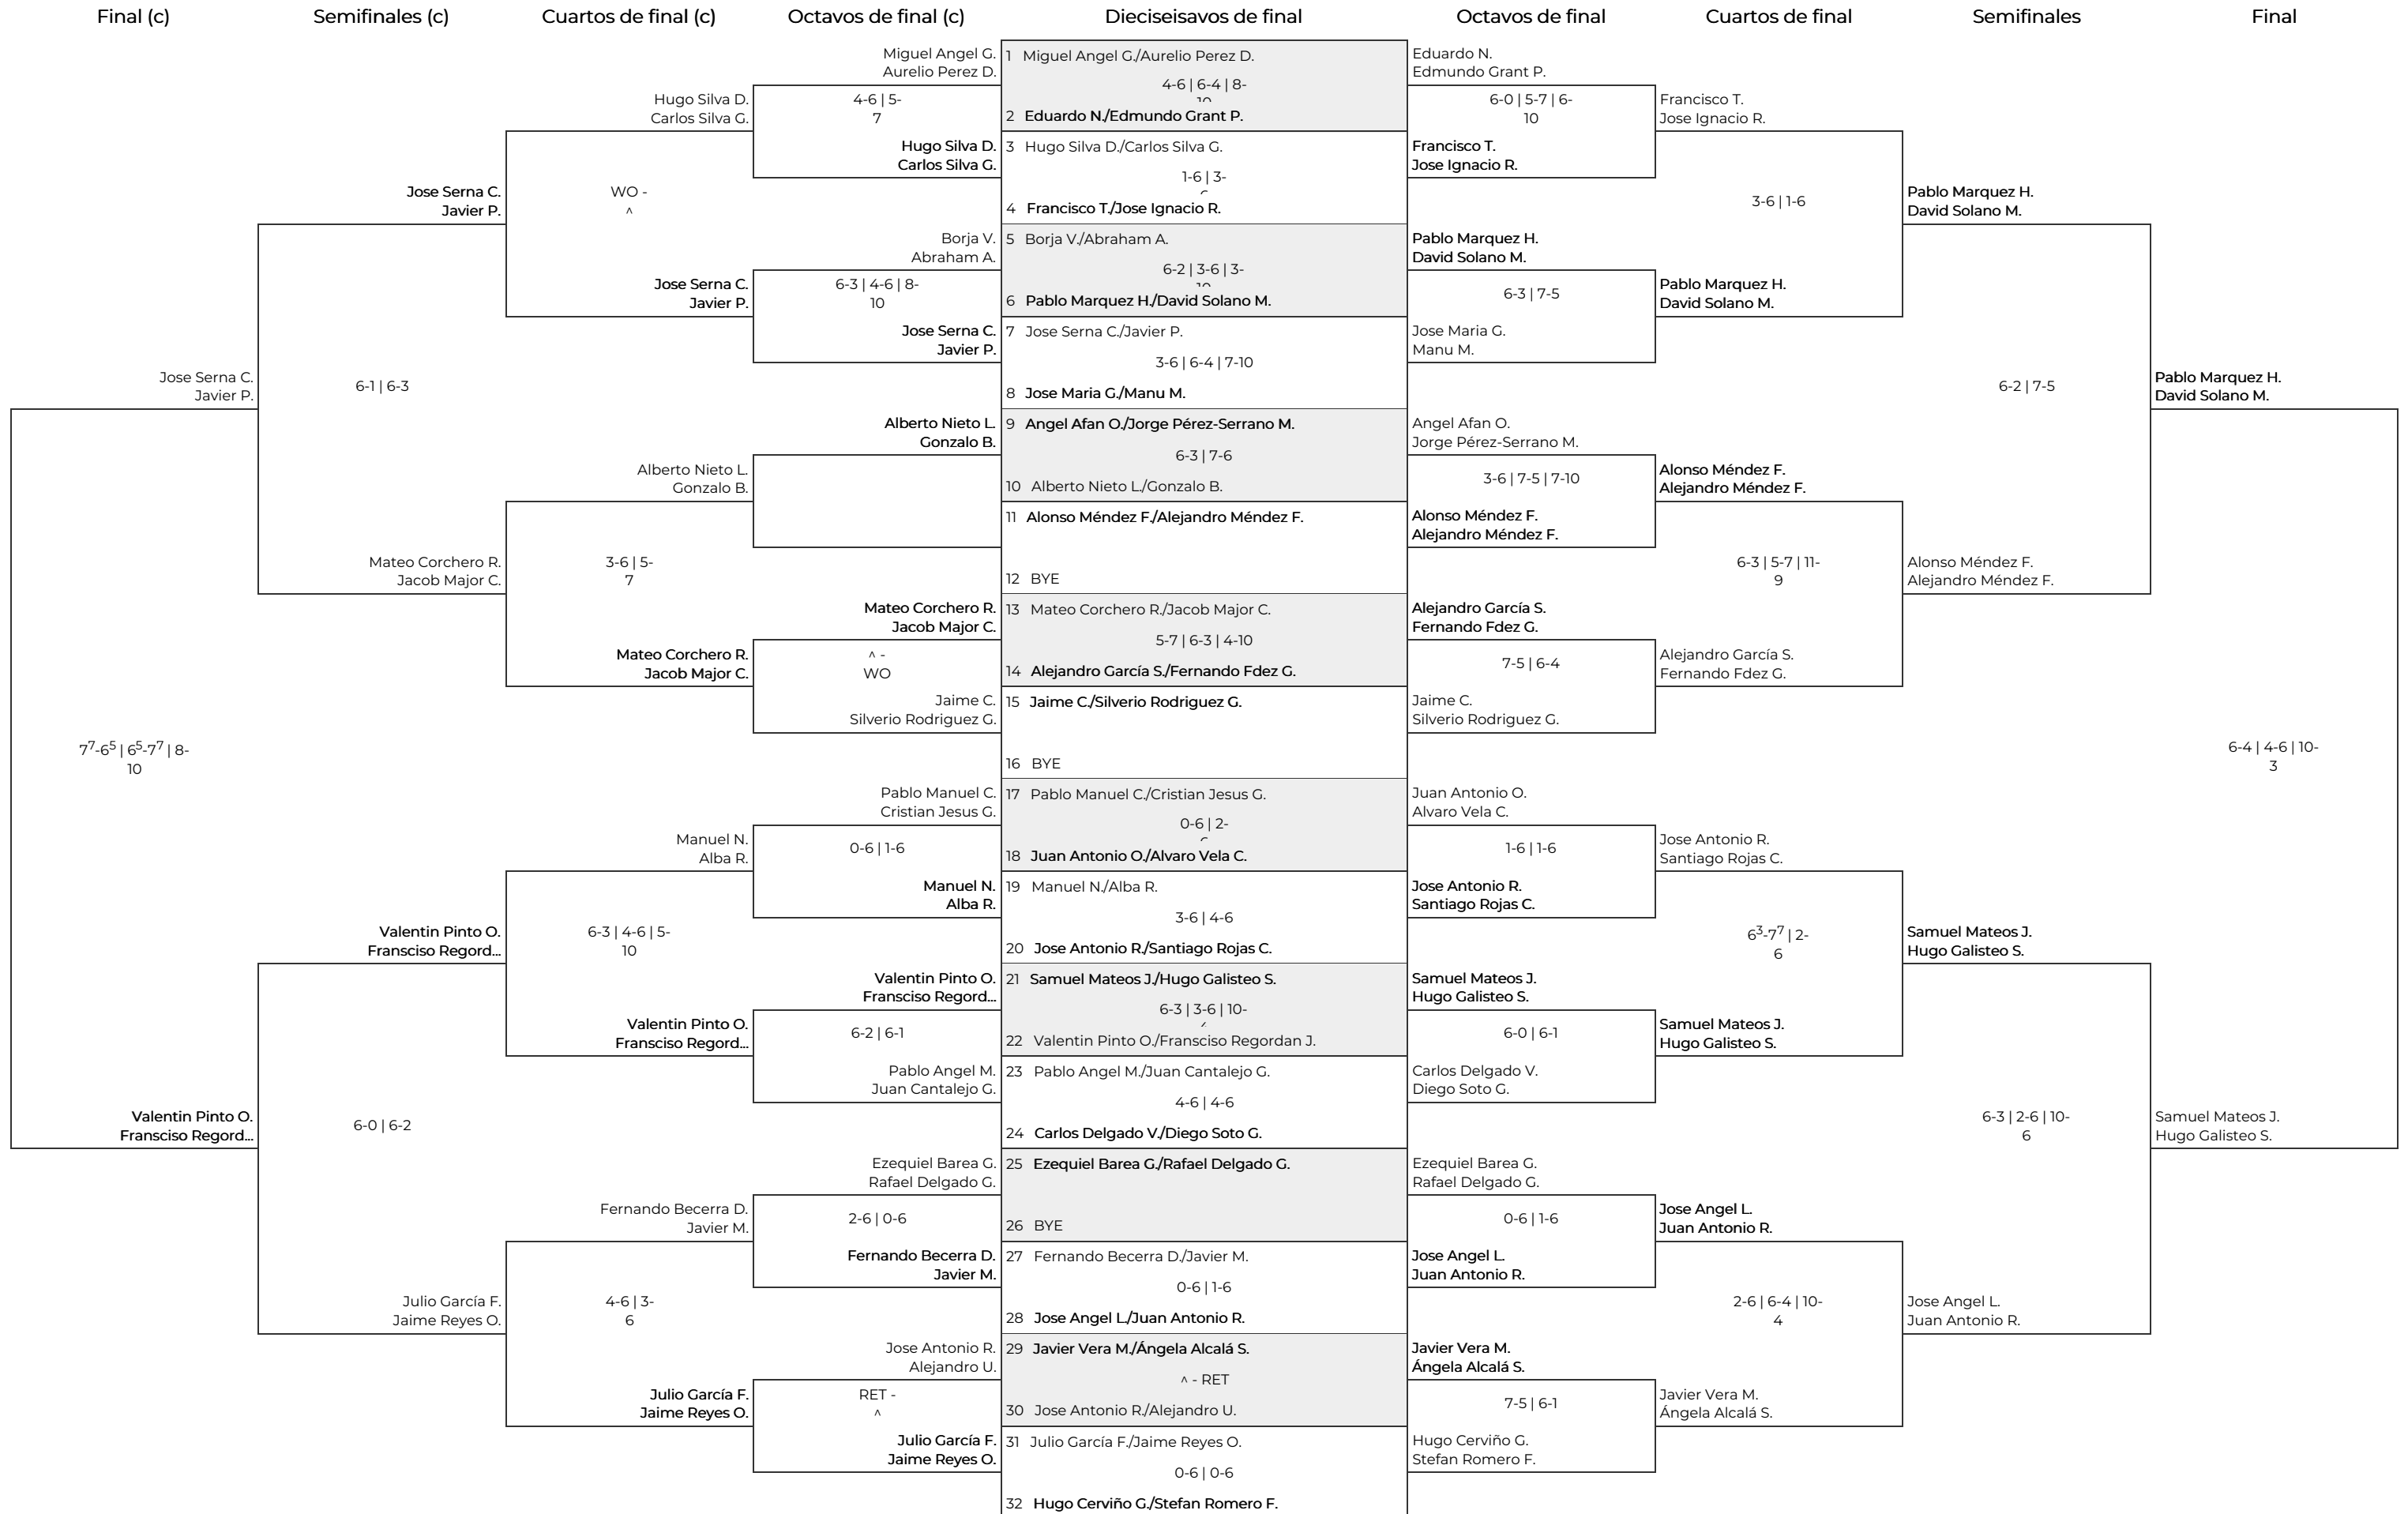 Final (c)
Semifinales (c)
Cuartos de final (c)
Octavos de final (c)
Dieciseisavos de final
Octavos de final
Cuartos de final
Semifinales
Final
Jose Serna C.
Javier P.
7⁷-6⁵ | 6⁵-7⁷ | 8-
10
Valentin Pinto O.
Fransciso Regord...
Jose Serna C.
Javier P.
6-1 | 6-3
Mateo Corchero R.
Jacob Major C.
Valentin Pinto O.
Fransciso Regord...
6-0 | 6-2
Julio García F.
Jaime Reyes O.
Hugo Silva D.
Carlos Silva G.
WO -
^
Jose Serna C.
Javier P.
Alberto Nieto L.
Gonzalo B.
3-6 | 5-
7
Mateo Corchero R.
Jacob Major C.
Manuel N.
Alba R.
6-3 | 4-6 | 5-
10
Valentin Pinto O.
Fransciso Regord...
Fernando Becerra D.
Javier M.
4-6 | 3-
6
Julio García F.
Jaime Reyes O.
Miguel Angel G.
Aurelio Perez D.
4-6 | 5-
7
Hugo Silva D.
Carlos Silva G.
Borja V.
Abraham A.
6-3 | 4-6 | 8-
10
Jose Serna C.
Javier P.
Alberto Nieto L.
Gonzalo B.
Mateo Corchero R.
Jacob Major C.
^ -
WO
Jaime C.
Silverio Rodriguez G.
Pablo Manuel C.
Cristian Jesus G.
0-6 | 1-6
Manuel N.
Alba R.
Valentin Pinto O.
Fransciso Regord...
6-2 | 6-1
Pablo Angel M.
Juan Cantalejo G.
Ezequiel Barea G.
Rafael Delgado G.
2-6 | 0-6
Fernando Becerra D.
Javier M.
Jose Antonio R.
Alejandro U.
RET -
^
Julio García F.
Jaime Reyes O.
1 Miguel Angel G./Aurelio Perez D.
4-6 | 6-4 | 8-
2 Eduardo N./Edmundo Grant P.
3 Hugo Silva D./Carlos Silva G.
1-6 | 3-
4 Francisco T./Jose Ignacio R.
5 Borja V./Abraham A.
6-2 | 3-6 | 3-
6 Pablo Marquez H./David Solano M.
7 Jose Serna C./Javier P.
3-6 | 6-4 | 7-10
8 Jose Maria G./Manu M.
9 Angel Afan O./Jorge Pérez-Serrano M.
6-3 | 7-6
10 Alberto Nieto L./Gonzalo B.
11 Alonso Méndez F./Alejandro Méndez F.
12 BYE
13 Mateo Corchero R./Jacob Major C.
5-7 | 6-3 | 4-10
14 Alejandro García S./Fernando Fdez G.
15 Jaime C./Silverio Rodriguez G.
16 BYE
17 Pablo Manuel C./Cristian Jesus G.
0-6 | 2-
18 Juan Antonio O./Alvaro Vela C.
19 Manuel N./Alba R.
3-6 | 4-6
20 Jose Antonio R./Santiago Rojas C.
21 Samuel Mateos J./Hugo Galisteo S.
6-3 | 3-6 | 10-
22 Valentin Pinto O./Fransciso Regordan J.
23 Pablo Angel M./Juan Cantalejo G.
4-6 | 4-6
24 Carlos Delgado V./Diego Soto G.
25 Ezequiel Barea G./Rafael Delgado G.
26 BYE
27 Fernando Becerra D./Javier M.
0-6 | 1-6
28 Jose Angel L./Juan Antonio R.
29 Javier Vera M./Ángela Alcalá S.
^ - RET
30 Jose Antonio R./Alejandro U.
31 Julio García F./Jaime Reyes O.
0-6 | 0-6
32 Hugo Cerviño G./Stefan Romero F.
Eduardo N.
Edmundo Grant P.
6-0 | 5-7 | 6-
10
Francisco T.
Jose Ignacio R.
Pablo Marquez H.
David Solano M.
6-3 | 7-5
Jose Maria G.
Manu M.
Angel Afan O.
Jorge Pérez-Serrano M.
3-6 | 7-5 | 7-10
Alonso Méndez F.
Alejandro Méndez F.
Alejandro García S.
Fernando Fdez G.
7-5 | 6-4
Jaime C.
Silverio Rodriguez G.
Juan Antonio O.
Alvaro Vela C.
1-6 | 1-6
Jose Antonio R.
Santiago Rojas C.
Samuel Mateos J.
Hugo Galisteo S.
6-0 | 6-1
Carlos Delgado V.
Diego Soto G.
Ezequiel Barea G.
Rafael Delgado G.
0-6 | 1-6
Jose Angel L.
Juan Antonio R.
Javier Vera M.
Ángela Alcalá S.
7-5 | 6-1
Hugo Cerviño G.
Stefan Romero F.
Francisco T.
Jose Ignacio R.
3-6 | 1-6
Pablo Marquez H.
David Solano M.
Alonso Méndez F.
Alejandro Méndez F.
6-3 | 5-7 | 11-
9
Alejandro García S.
Fernando Fdez G.
Jose Antonio R.
Santiago Rojas C.
6³-7⁷ | 2-
6
Samuel Mateos J.
Hugo Galisteo S.
Jose Angel L.
Juan Antonio R.
2-6 | 6-4 | 10-
4
Javier Vera M.
Ángela Alcalá S.
Pablo Marquez H.
David Solano M.
6-2 | 7-5
Alonso Méndez F.
Alejandro Méndez F.
Samuel Mateos J.
Hugo Galisteo S.
6-3 | 2-6 | 10-
6
Jose Angel L.
Juan Antonio R.
Pablo Marquez H.
David Solano M.
6-4 | 4-6 | 10-
3
Samuel Mateos J.
Hugo Galisteo S.